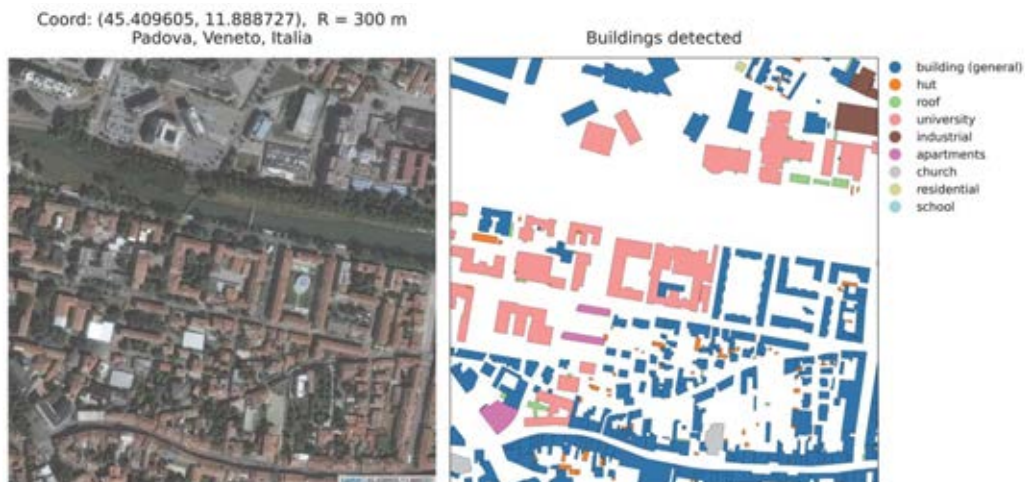 Coord: (45.409605, 11.888727), R = 300 m
Padova, Veneto, Italia
Buildings detected
building (general)
hut
roof
university
industrial
apartments
church
residential
school